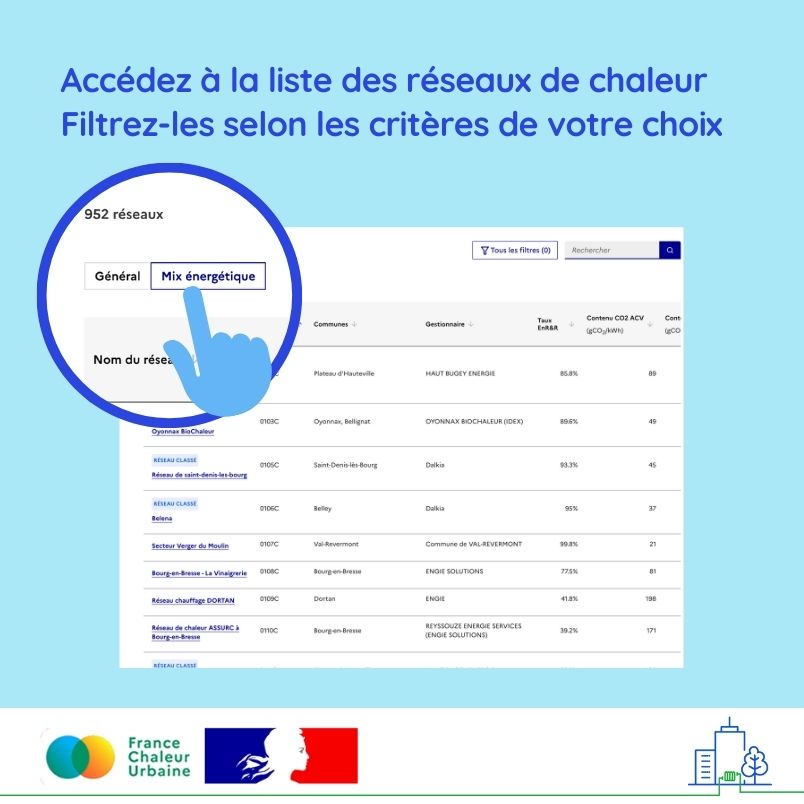 Accédez à la liste des réseaux de chaleur
Filtrez-les selon les critères de votre choix
952 réseaux
Tous les filtres (0) Rechercher
Général Mix énergétique
Nom du résea Communes Gestionnaire Taux EnR&R Contenu CO2 ACV (gCO2/kWh) Cont (gCO
Plateau d'Hauteville HAUT BUGEY ENERGIE 85.8% 89
Oyonnax BioChaleur 0103C Oyonnax, Bellignat OYONNAX BIOCHALEUR (IDEX) 89.6% 49
RÉSEAU CLASSÉ
Réseau de saint-denis-les-bourg 0105C Saint-Denis-lès-Bourg Dalkia 93.3% 45
RÉSEAU CLASSÉ
Belena 0106C Belley Dalkia 95% 37
Secteur Verger du Moulin 0107C Val-Revermont Commune de VAL-REVERMONT 99.8% 21
Bourg-en-Bresse - La Vinaigrerie 0108C Bourg-en-Bresse ENGIE SOLUTIONS 77.5% 81
Réseau chauffage DORTAN 0109C Dortan ENGIE 41.8% 198
Réseau de chaleur ASSURC à
Bourg-en-Bresse 0110C Bourg-en-Bresse REYSSOUZE ENERGIE SERVICES
(ENGIE SOLUTIONS) 39.2% 171
RÉSEAU CLASSÉ
France
Chaleur
Urbaine